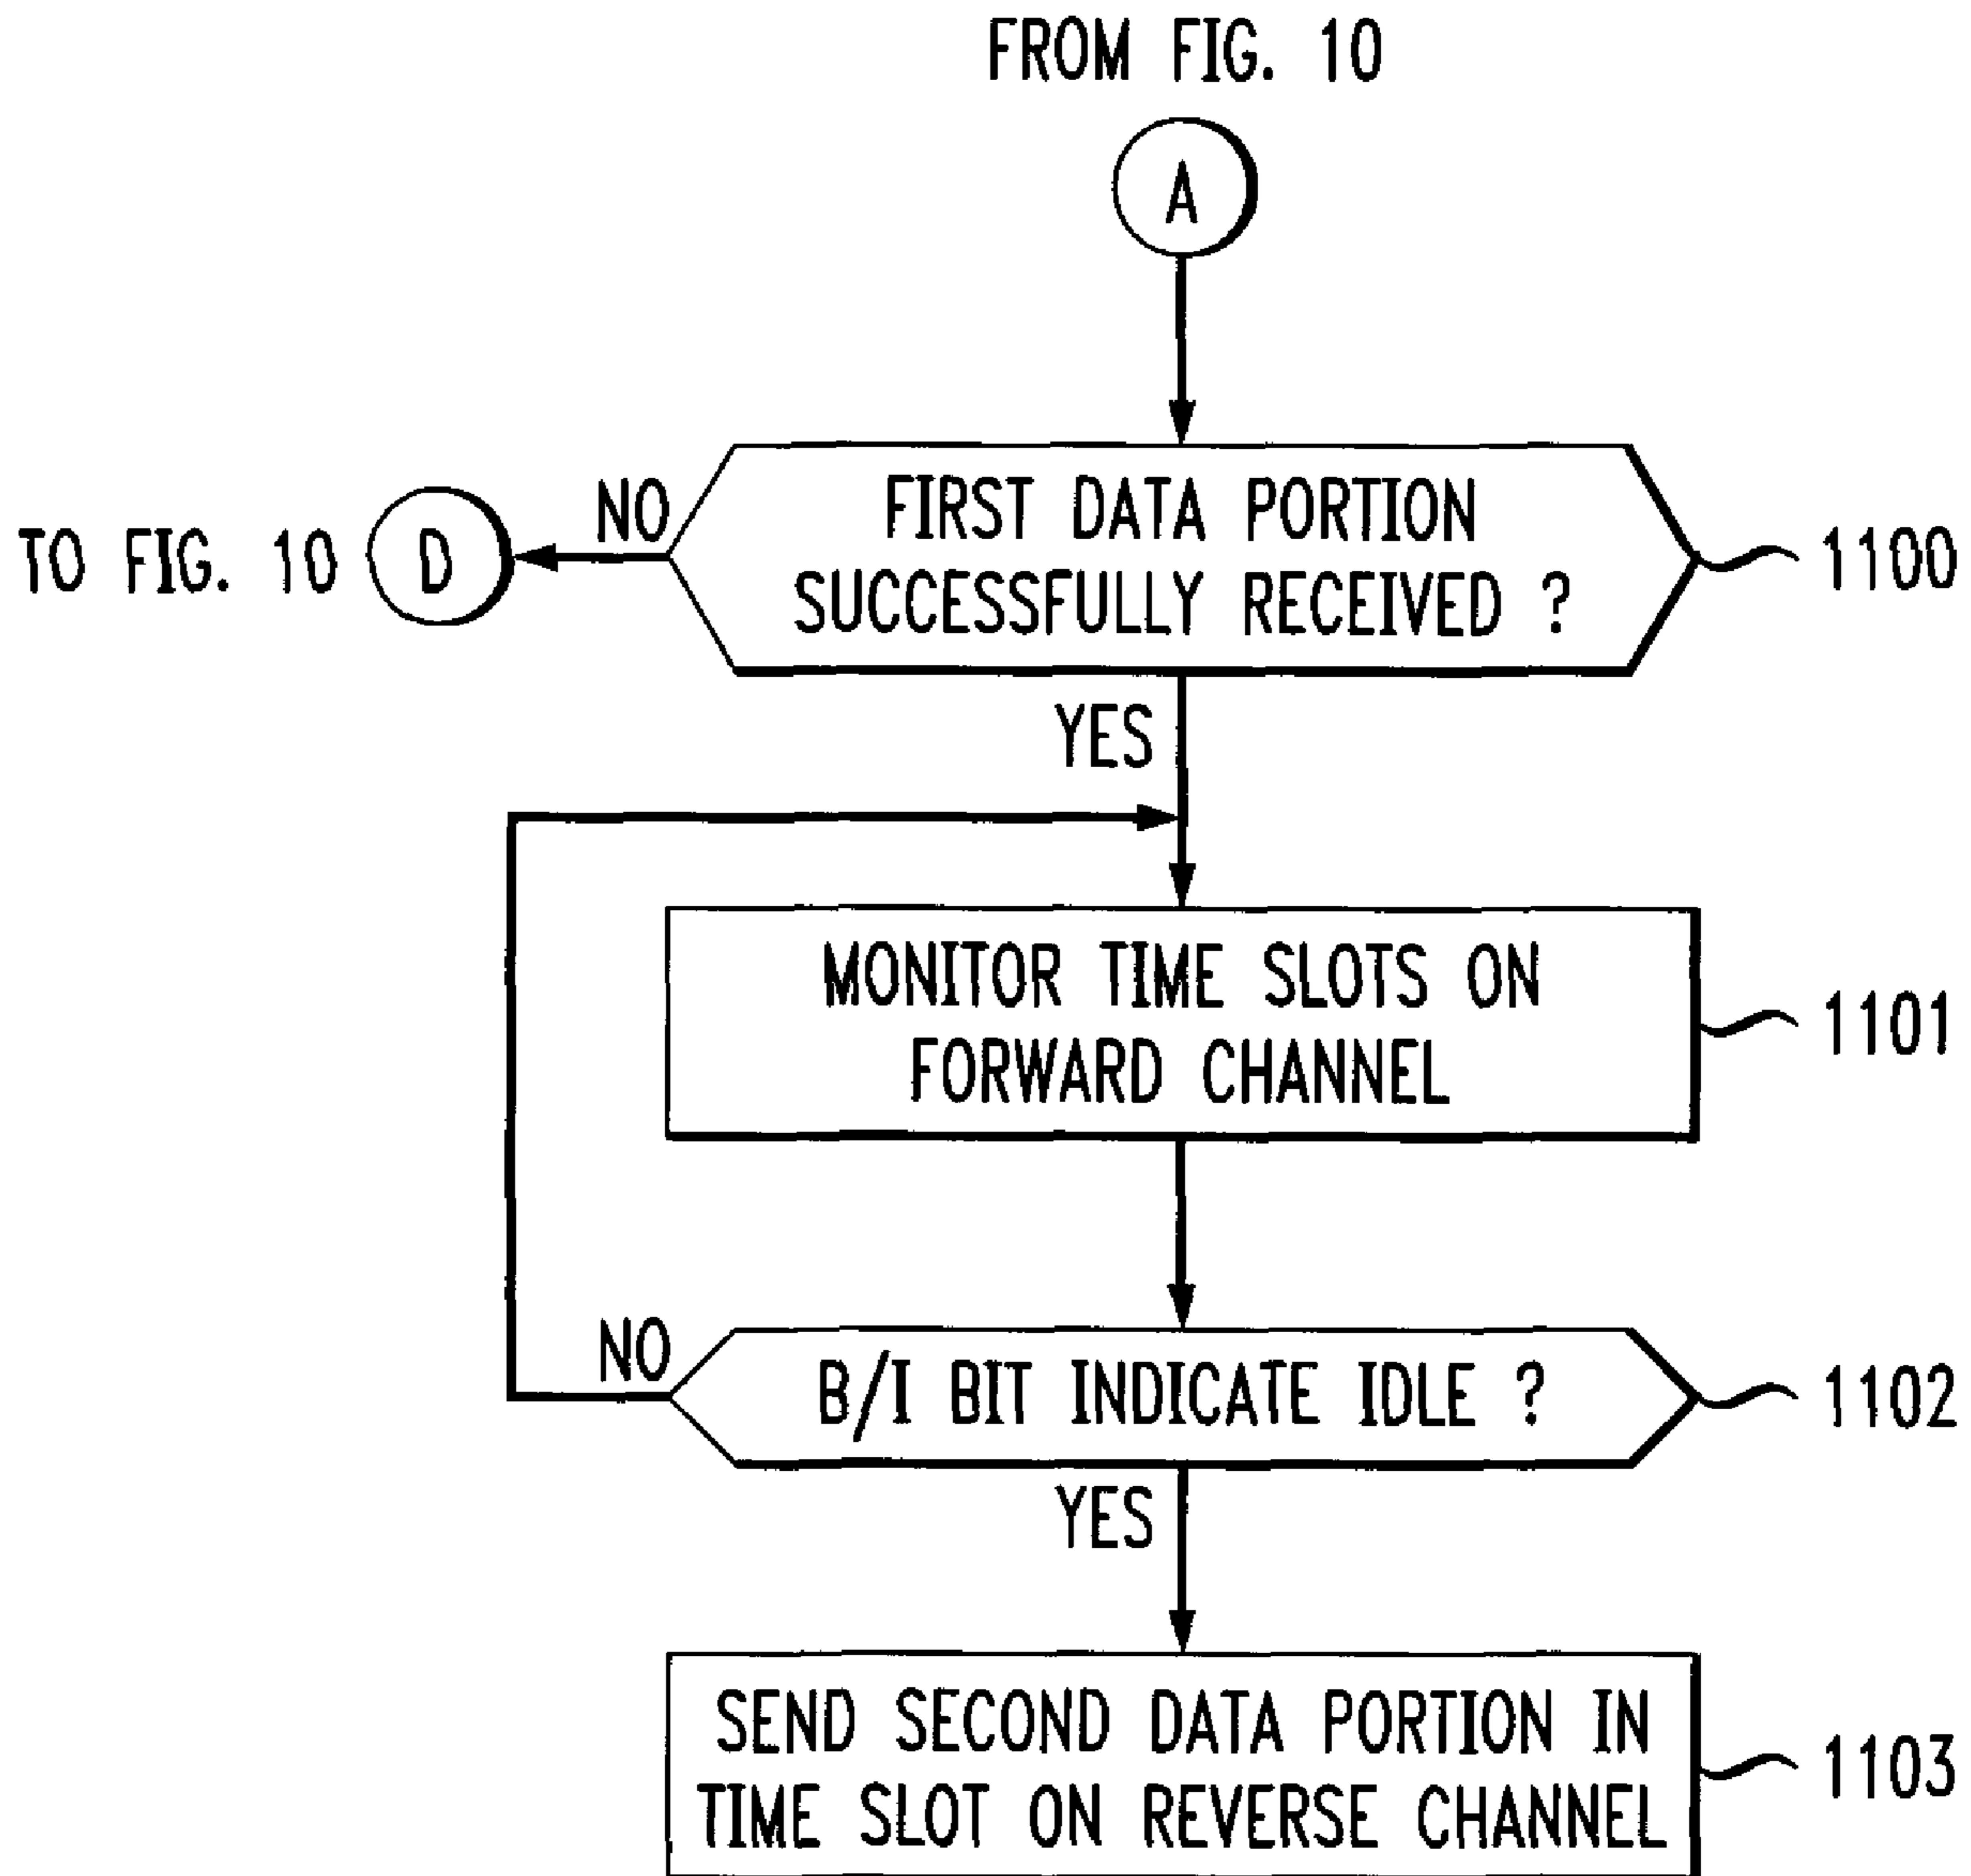 FROM FIG. 10
A
FIRST DATA PORTION
SUCCESSFULLY RECEIVED ?
1100
NO
TO FIG. 10
D
YES
MONITOR TIME SLOTS ON
FORWARD CHANNEL
1101
B/I BIT INDICATE IDLE ?
1102
NO
YES
SEND SECOND DATA PORTION IN
TIME SLOT ON REVERSE CHANNEL
1103